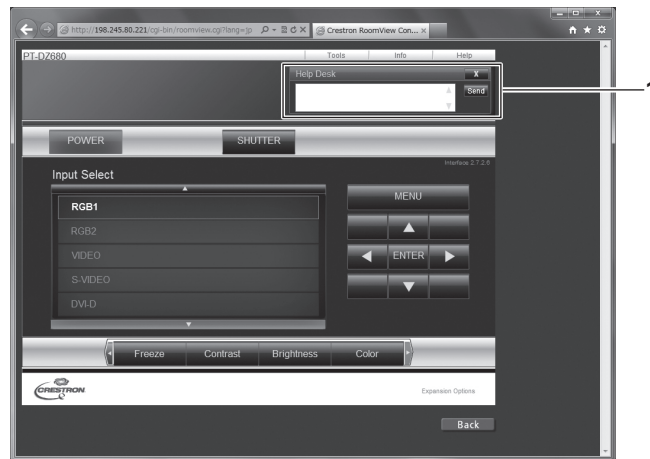 http://198.245.80.221/cgi-bin/roomview.cgi?lang=jp
Crestron RoomView Con... ×
PT-DZ680
Tools Info Help
Help Desk X
Send
1
POWER SHUTTER
Interface 2.7.2.6
Input Select
RGB1
RGB2
VIDEO
S-VIDEO
DVI-D
MENU
ENTER
Freeze Contrast Brightness Color
CRESTRON
Expansion Options
Back